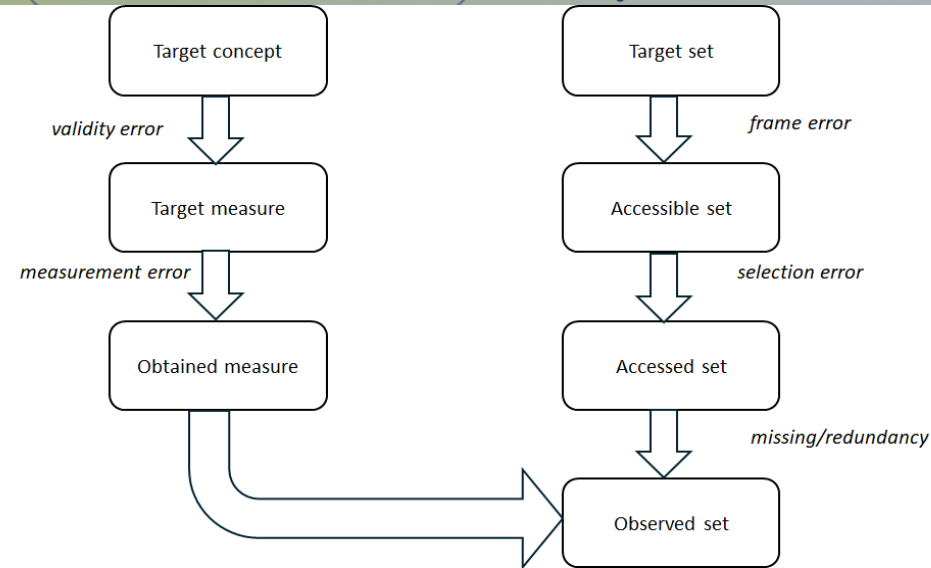 Target concept
Target set
validity error
frame error
Target measure
Accessible set
measurement error
selection error
Obtained measure
Accessed set
missing/redundancy
Observed set